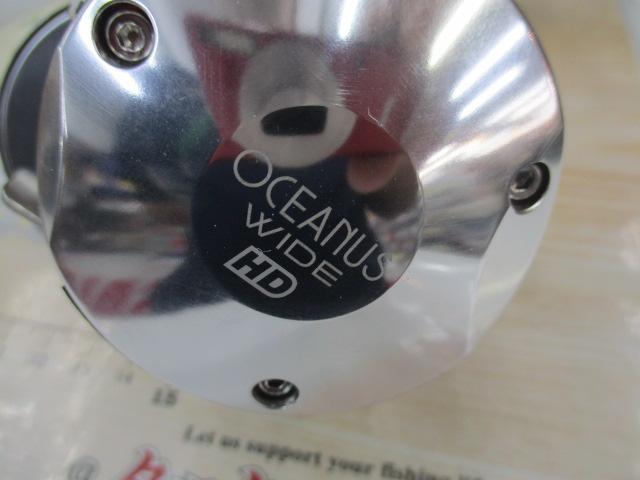 OCEANUS
WIDE
HD
15
Let us support your fishing
@